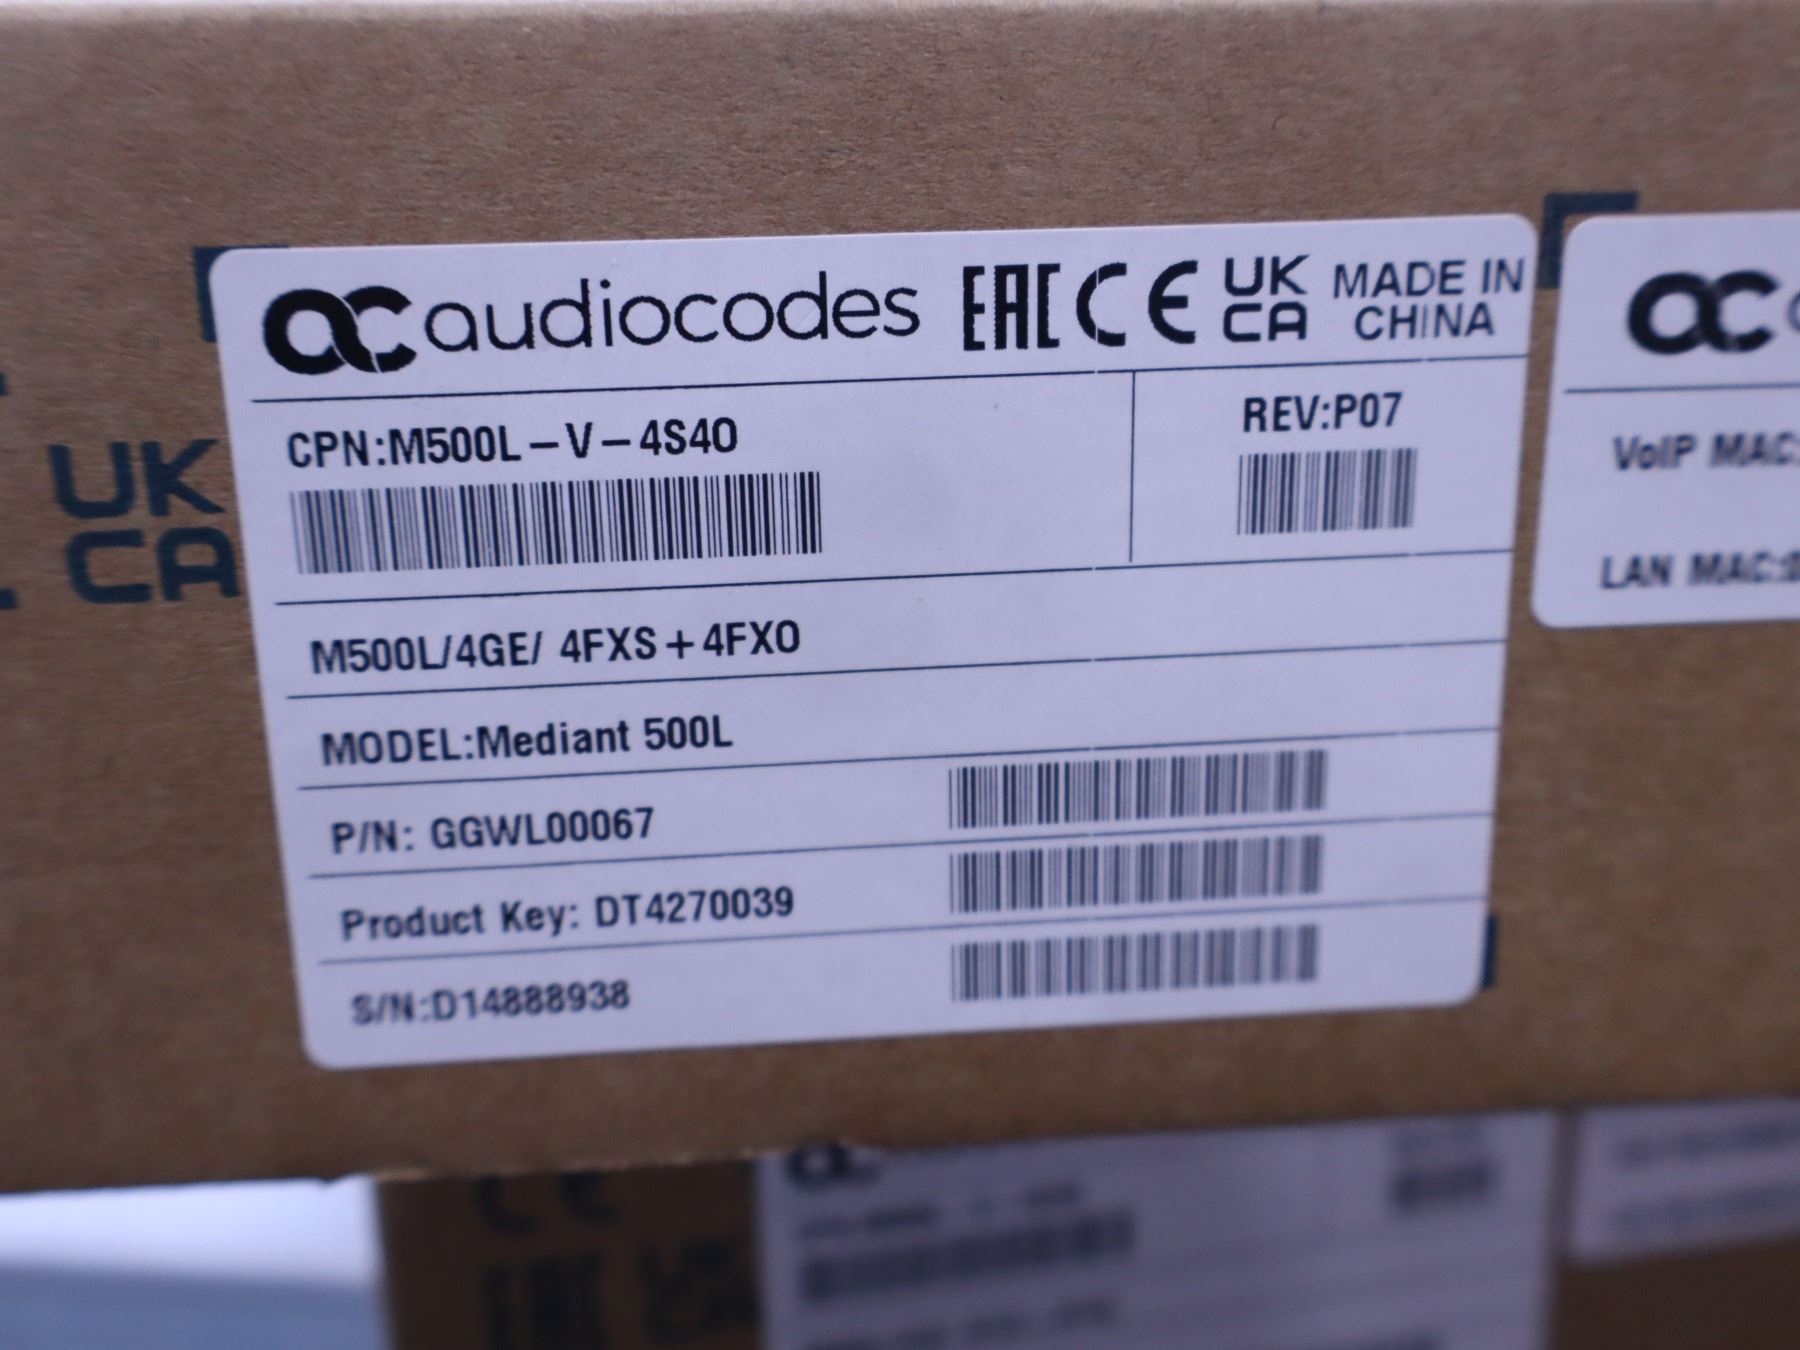 audiocodes EAC CE UK CA MADE IN CHINA
CPN:M500L-V-4S4O
REV:P07
M500L/4GE/ 4FXS+4FXO
MODEL:Mediant 500L
P/N: GGWL00067
Product Key: DT4270039
S/N:D14888938
UK
CA
VoIP MAC:
LAN MAC: